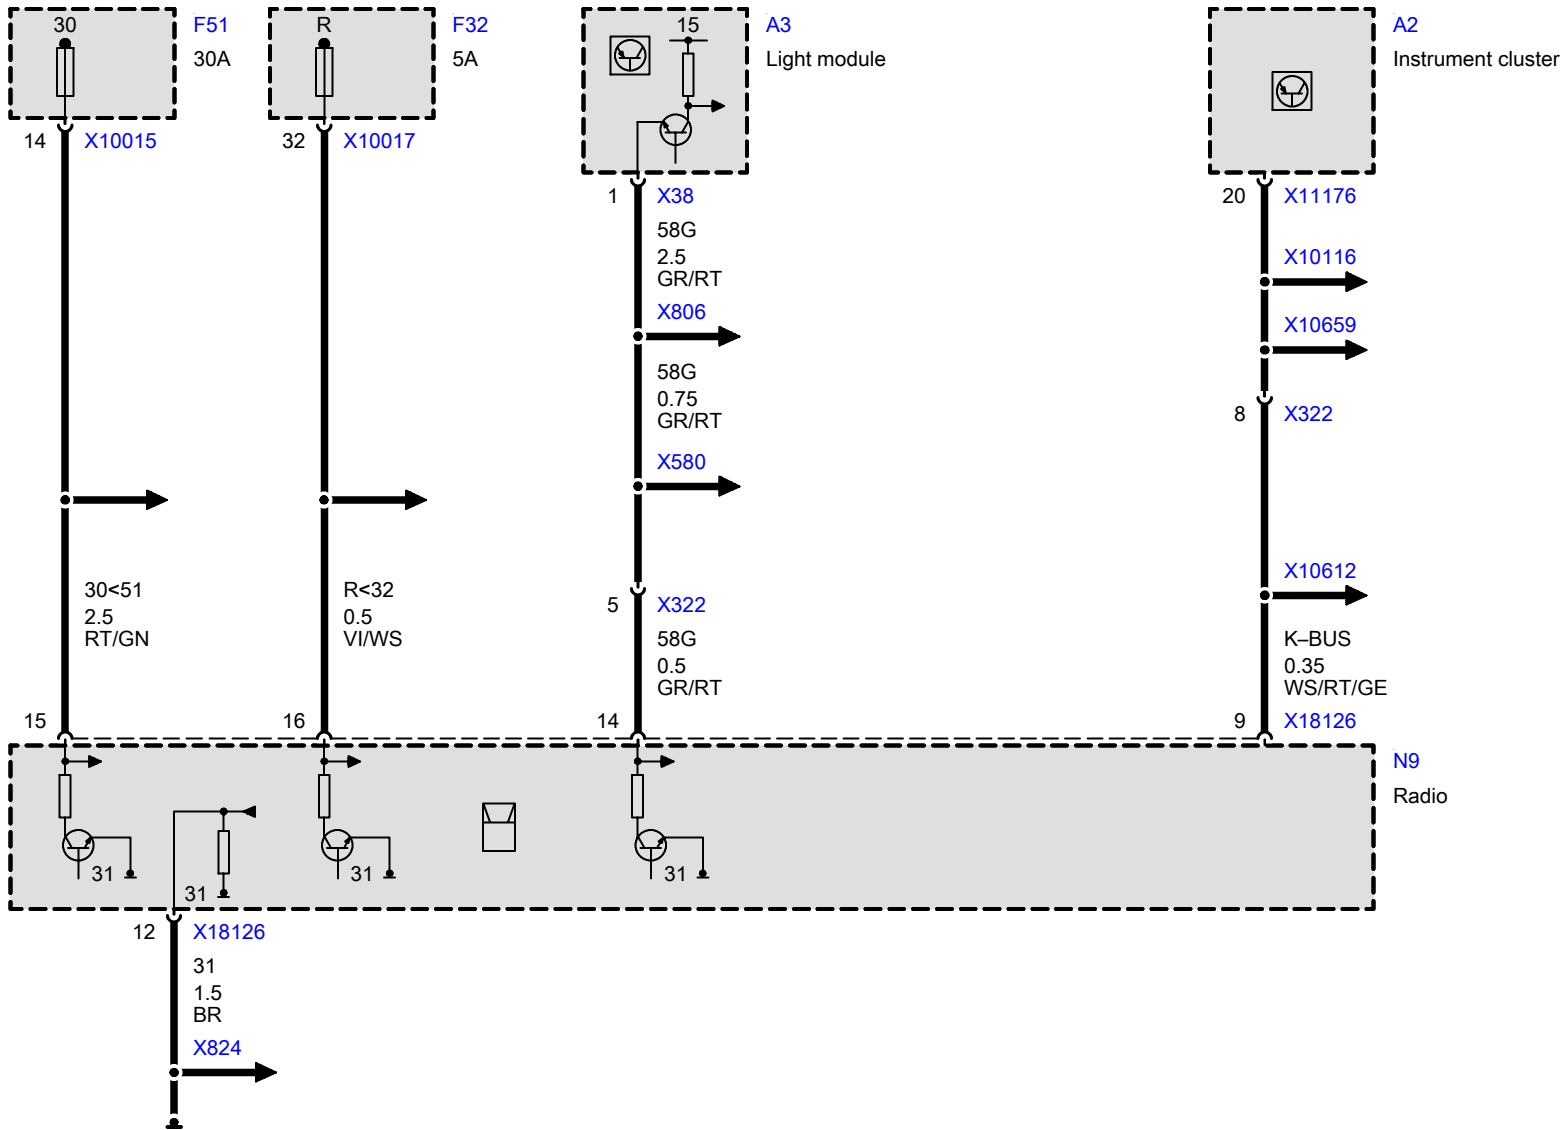 30
F51
30A
14
X10015
R
F32
5A
32
X10017
15
A3
Light module
1
X38
58G
2.5
GR/RT
X806
58G
0.75
GR/RT
X580
5
X322
58G
0.5
GR/RT
A2
Instrument cluster
20
X11176
X10116
X10659
8
X322
X10612
K–BUS
0.35
WS/RT/GE
30<51
2.5
RT/GN
R<32
0.5
VI/WS
15
16
14
9
X18126
N9
Radio
31
31
31
31
12
X18126
31
1.5
BR
X824